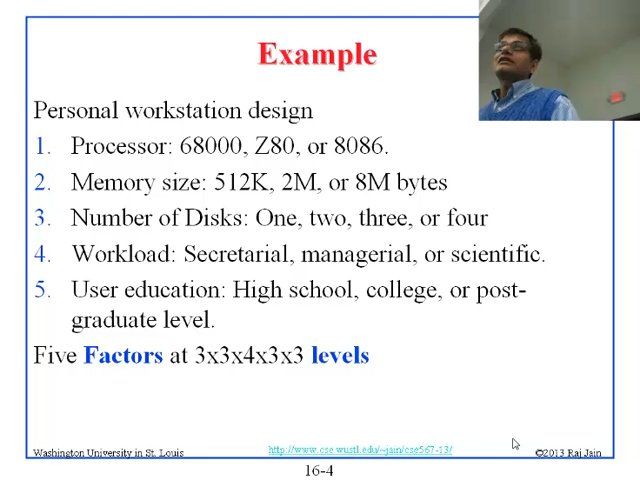 Example
Personal workstation design
1. Processor: 68000, Z80, or 8086.
2. Memory size: 512K, 2M, or 8M bytes
3. Number of Disks: One, two, three, or four
4. Workload: Secretarial, managerial, or scientific.
5. User education: High school, college, or post-
graduate level.
Five Factors at 3x3x4x3x3 levels
Washington University in St. Louis
http://www.cse.wustl.edu/~jain/cse567-13/
©2013 Raj Jain
16-4